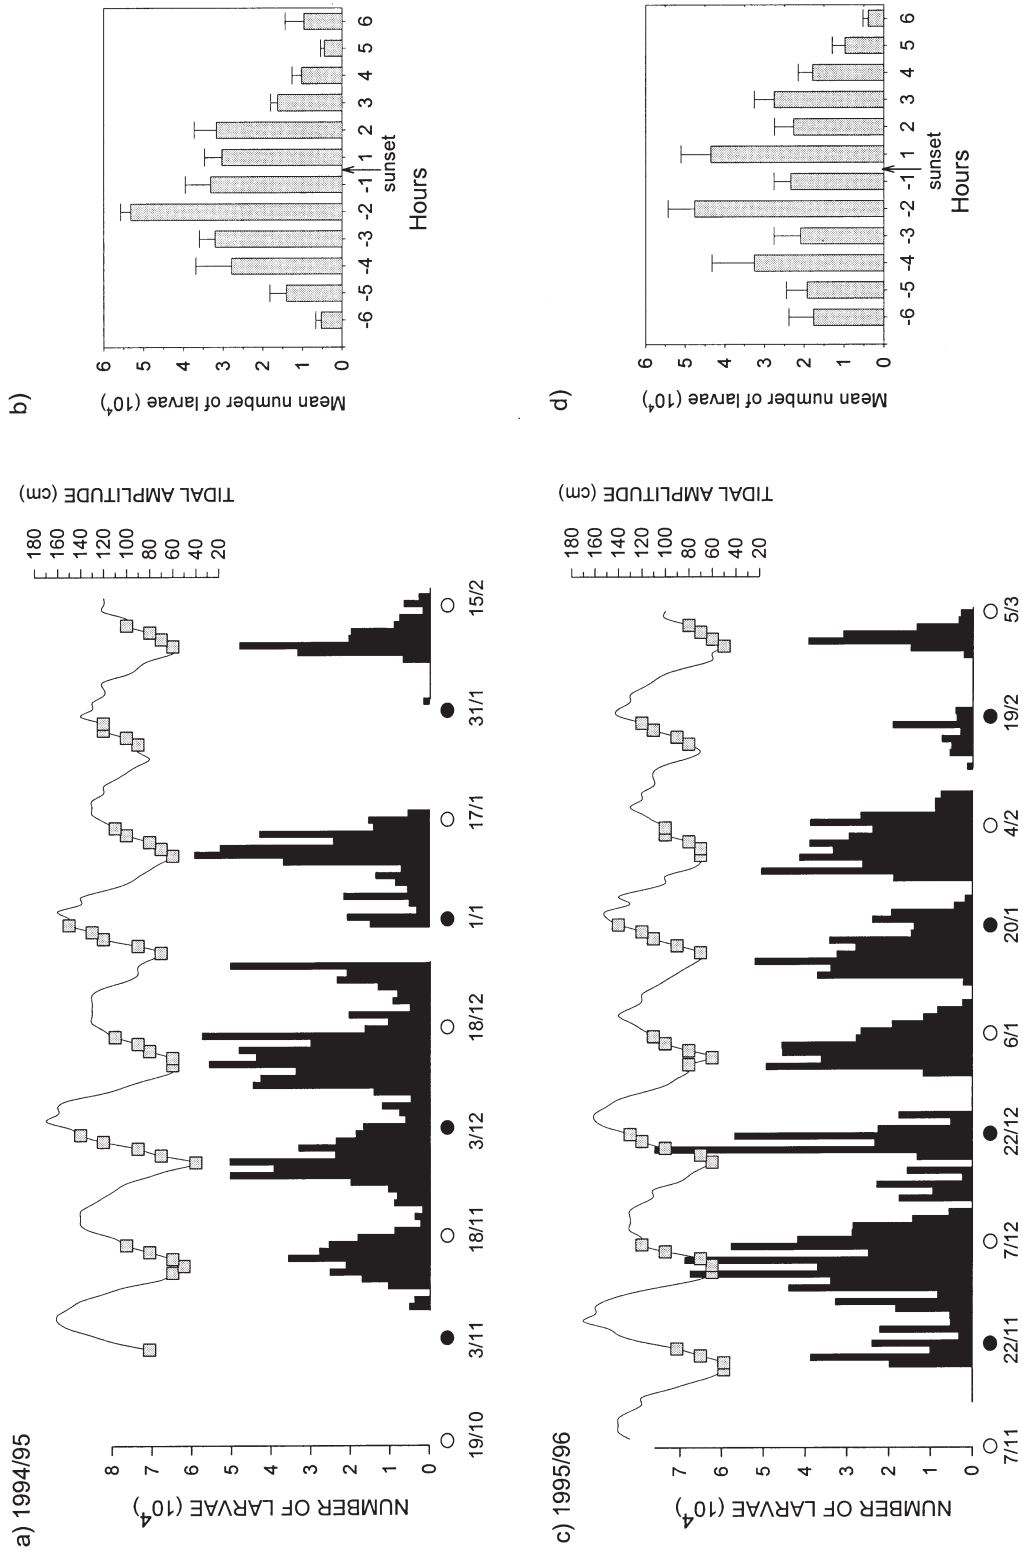 a) 1994/95
NUMBER OF LARVAE (10⁴)
0 1 2 3 4 5 6 7 8
19/10 3/11 18/11 3/12 18/12 1/1 17/1 31/1 15/2
TIDAL AMPLITUDE (cm)
180
160
140
120
100
80
60
40
20
b)
Mean number of larvae (10⁴)
6
5
4
3
2
1
0
-6 -5 -4 -3 -2 -1 1 2 3 4 5 6
sunset
Hours
c) 1995/96
NUMBER OF LARVAE (10⁴)
7
6
5
4
3
2
1
0
7/11 22/11 7/12 22/12 6/1 20/1 4/2 19/2 5/3
TIDAL AMPLITUDE (cm)
180
160
140
120
100
80
60
40
20
d)
Mean number of larvae (10⁴)
6
5
4
3
2
1
0
-6 -5 -4 -3 -2 -1 1 2 3 4 5 6
sunset
Hours